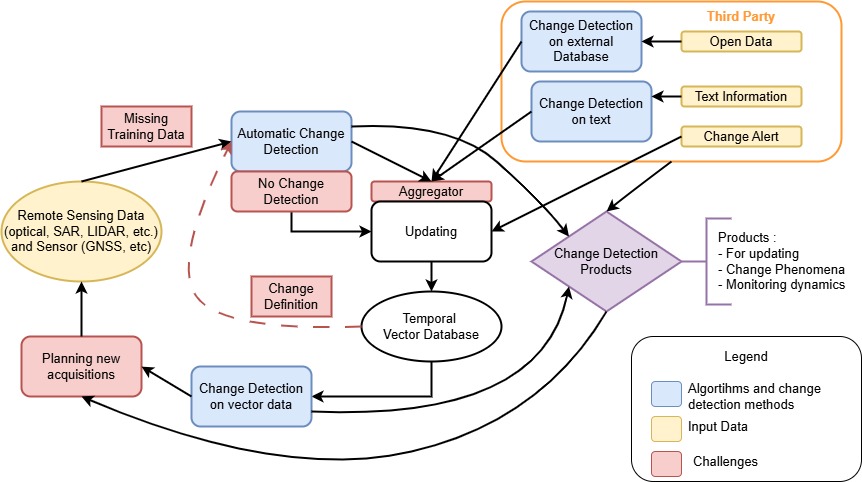 Third Party
Change Detection
on external
Database
Open Data
Change Detection
on text
Text Information
Change Alert
Missing
Training Data
Automatic Change
Detection
No Change
Detection
Aggregator
Updating
Remote Sensing Data
(optical, SAR, LIDAR, etc.)
and Sensor (GNSS, etc)
Change Detection
Products
Products :
- For updating
- Change Phenomena
- Monitoring dynamics
Change
Definition
Temporal
Vector Database
Planning new
acquisitions
Change Detection
on vector data
Legend
Algorithms and change
detection methods
Input Data
Challenges